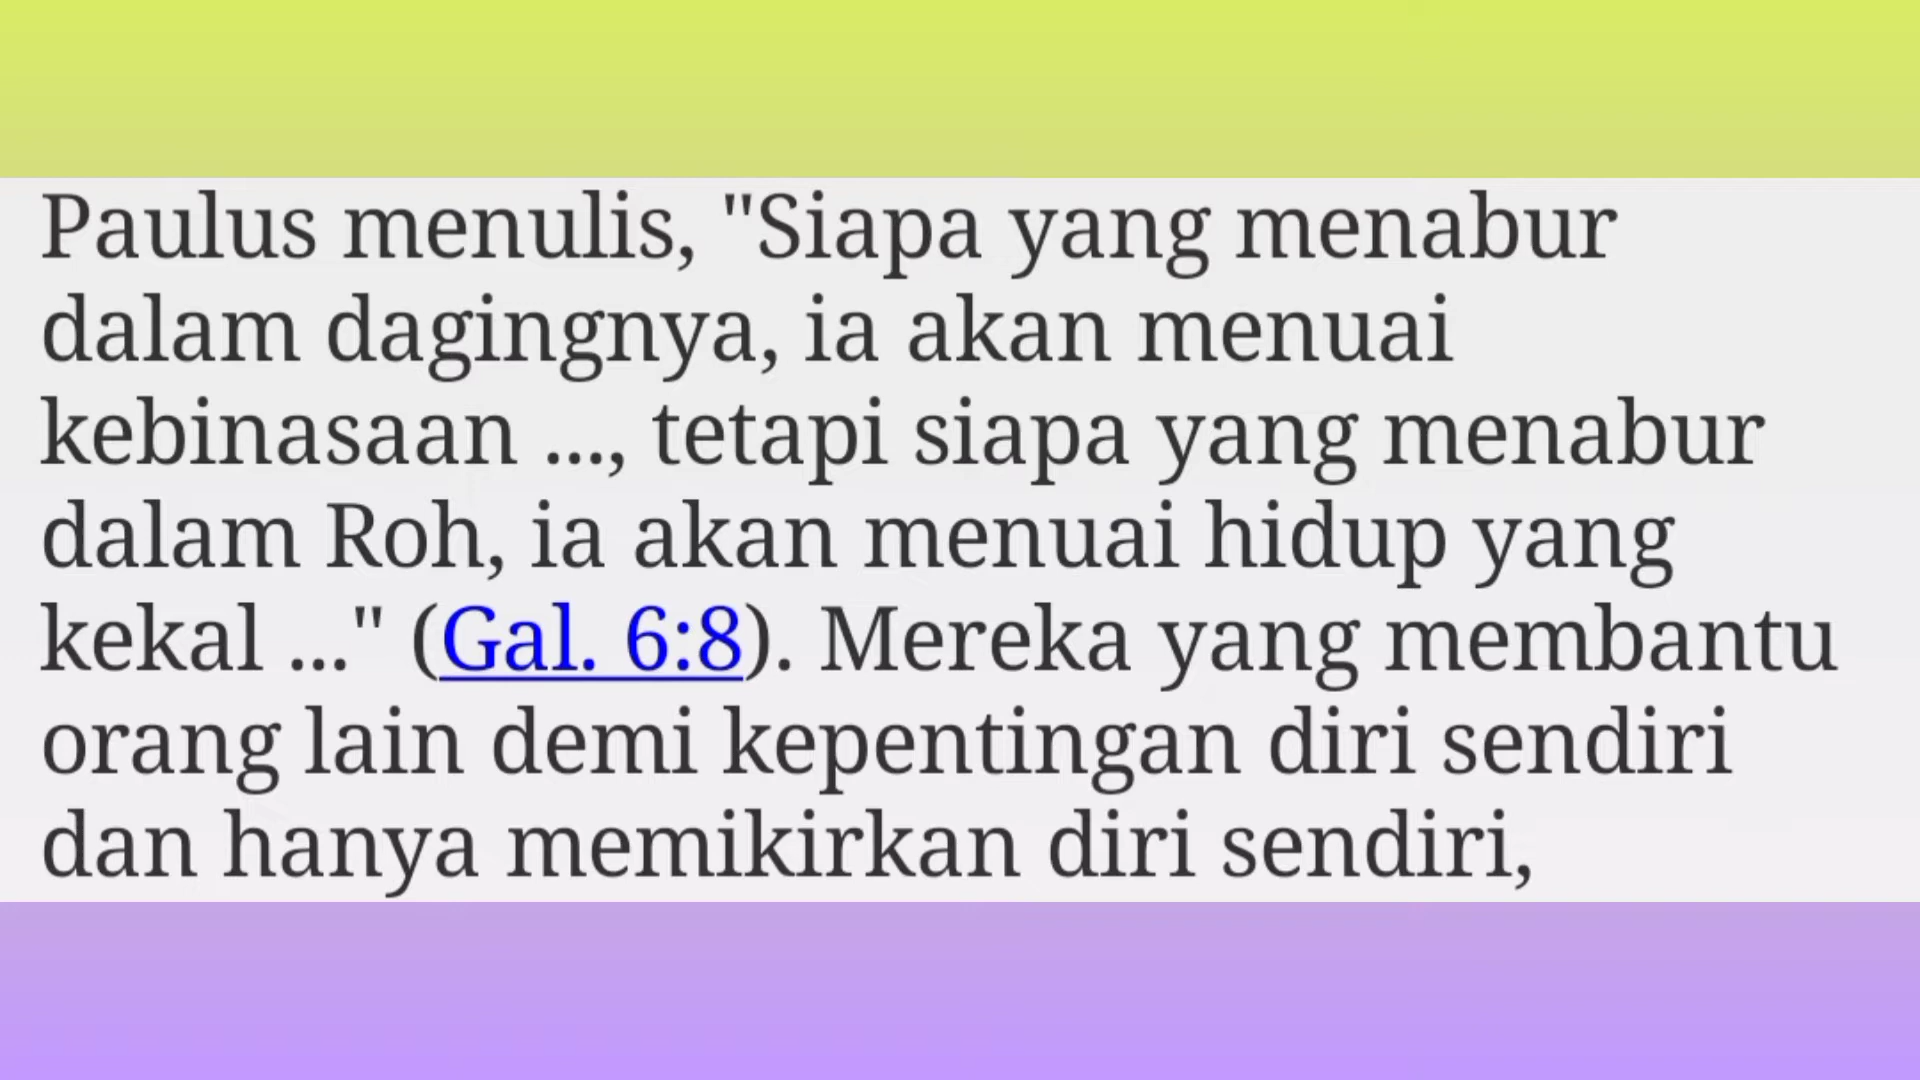 Paulus menulis, "Siapa yang menabur
dalam dagingnya, ia akan menuai
kebinasaan ..., tetapi siapa yang menabur
dalam Roh, ia akan menuai hidup yang
kekal ..." (Gal. 6:8). Mereka yang membantu
orang lain demi kepentingan diri sendiri
dan hanya memikirkan diri sendiri,